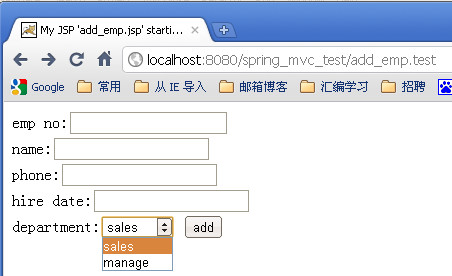 My JSP 'add_emp.jsp' starti...
localhost:8080/spring_mvc_test/add_emp.test
Google 常用 从 IE 导入 邮箱博客 汇编学习 招聘
emp no:
name:
phone:
hire date:
department: sales add
sales
manage